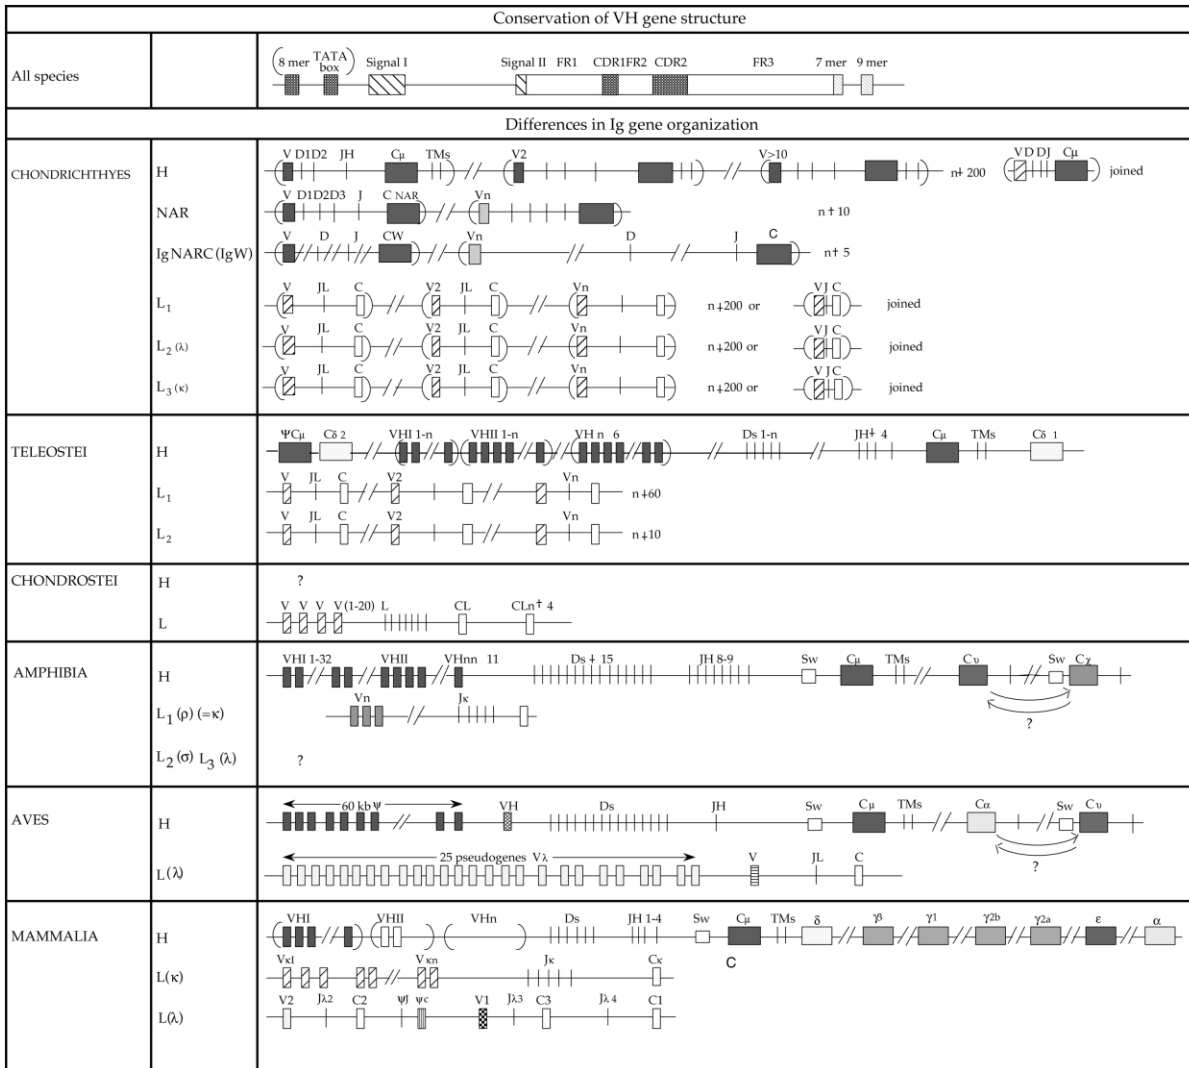 Conservation of VH gene structure
All species
8 mer TATA box Signal I Signal II FR1 CDR1FR2 CDR2 FR3 7 mer 9 mer
Differences in Ig gene organization
CHONDRICHTHYES
H
V D1D2 JH Cμ TMs V2 V>10 n+ 200 V D DJ Cμ joined
NAR
V D1D2D3 J C NAR Vn n † 10
Ig NARC (IgW)
V D J CW Vn D J C n † 5
L1
V JL C V2 JL C Vn n +200 or VJ C joined
L2 (λ)
V JL C V2 JL C Vn n +200 or VJ C joined
L3 (κ)
V JL C V2 JL C Vn n +200 or VJ C joined
TELEOSTEI
H
ΨCμ Cδ 2 VHI 1-n VHII 1-n VH n 6 Ds 1-n JH+ 4 Cμ TMs Cδ 1
L1
V JL C V2 Vn n +60
L2
V JL C V2 Vn n +10
CHONDROSTEI
H
?
L
V V V V (1-20) L CL CLn† 4
AMPHIBIA
H
VHI 1-32 VHII VHnn 11 Ds + 15 JH 8-9 Sw Cμ TMs Cυ Sw Cχ
?
L1 (ρ) (=κ)
Vn Jκ
L2 (σ) L3 (λ)
?
AVES
H
60 kb Ψ VH Ds JH Sw Cμ TMs Cα Sw Cυ
?
L(λ)
25 pseudogenes Vλ V JL C
MAMMALIA
H
VHI VHII VHn Ds JH 1-4 Sw Cμ TMs δ γβ γ1 γ2b γ2a ε α
C
L(κ)
VκI Vκn Jκ Cκ
L(λ)
V2 Jλ2 C2 ΨJ Ψc V1 Jλ3 C3 Jλ4 C1